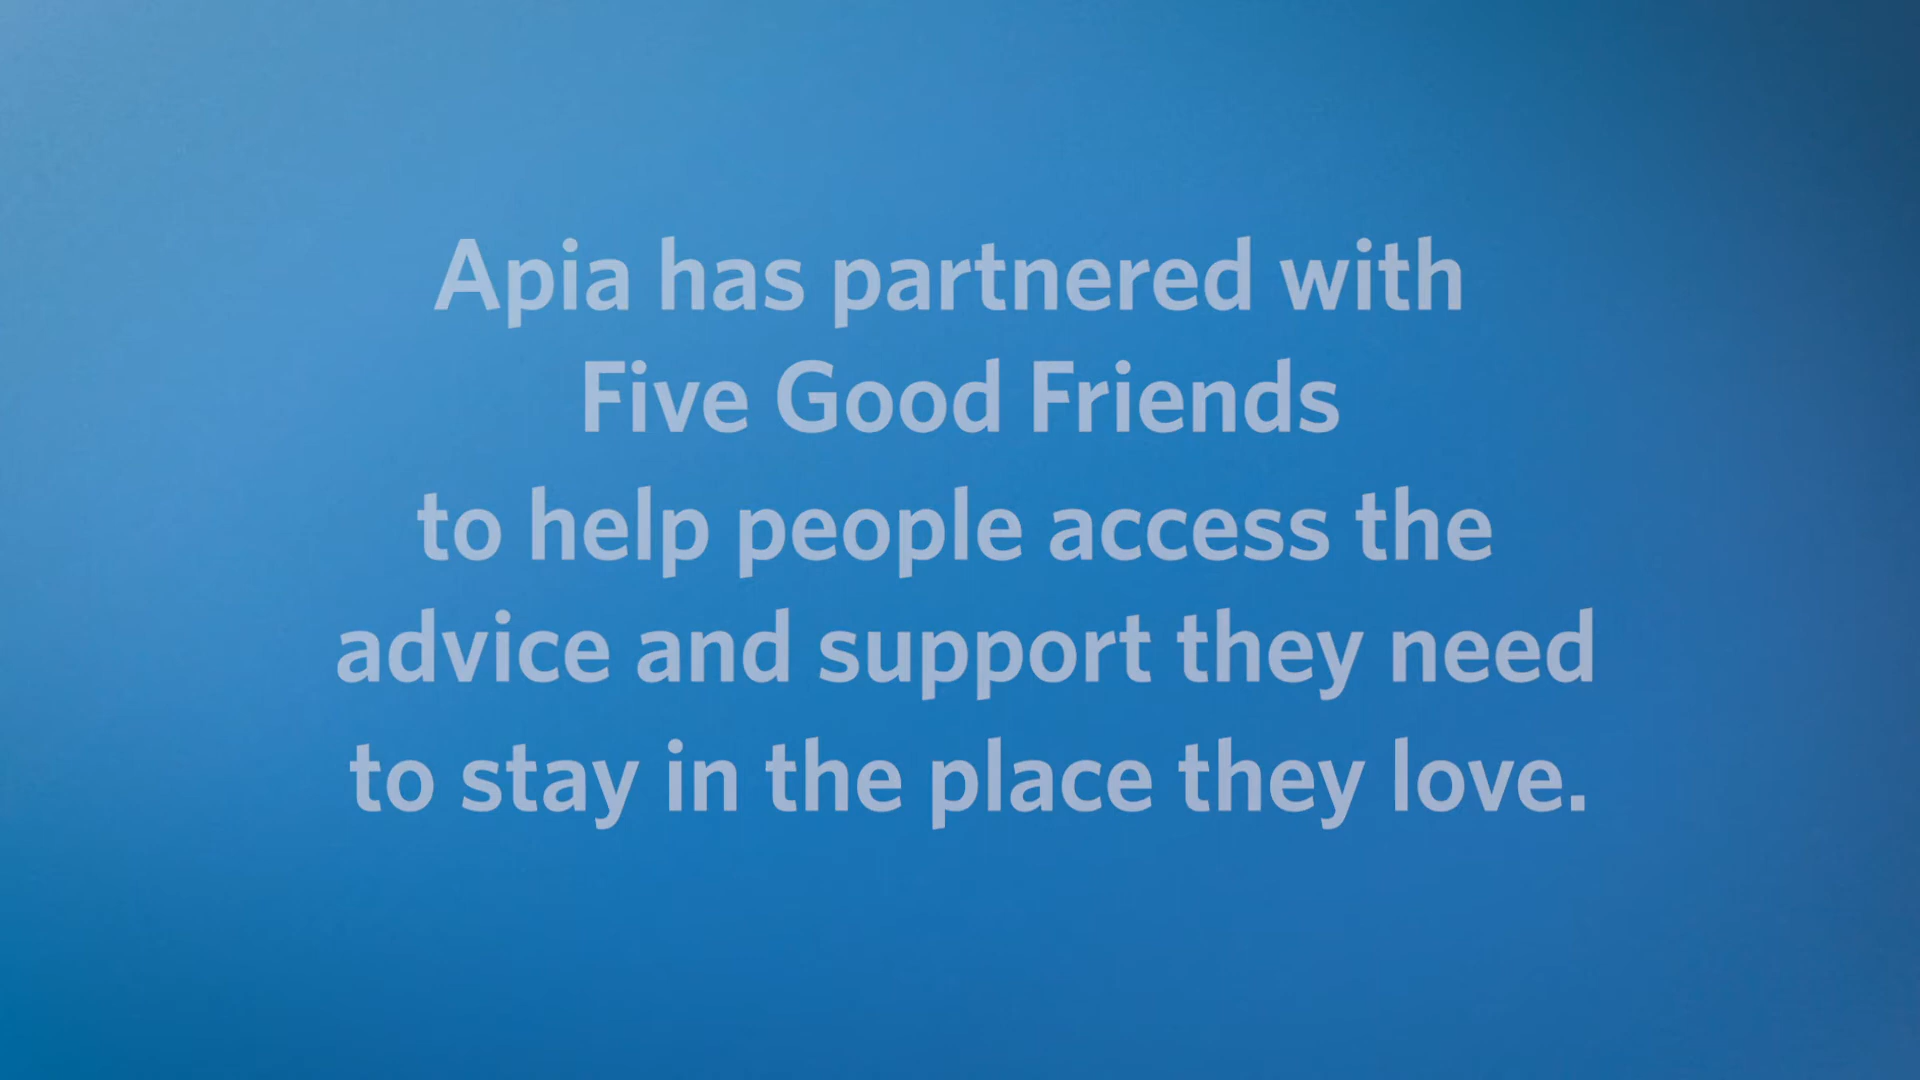 Apia has partnered with
Five Good Friends
to help people access the
advice and support they need
to stay in the place they love.